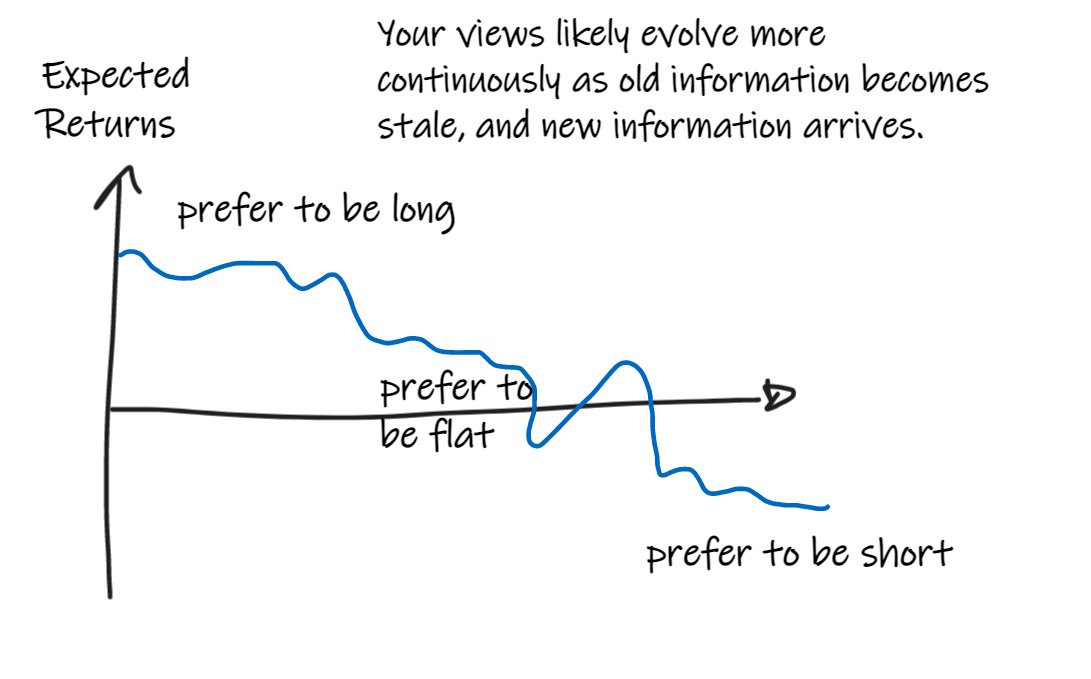 Your views likely evolve more
continuously as old information becomes
stale, and new information arrives.
Expected
Returns
prefer to be long
prefer to
be flat
prefer to be short